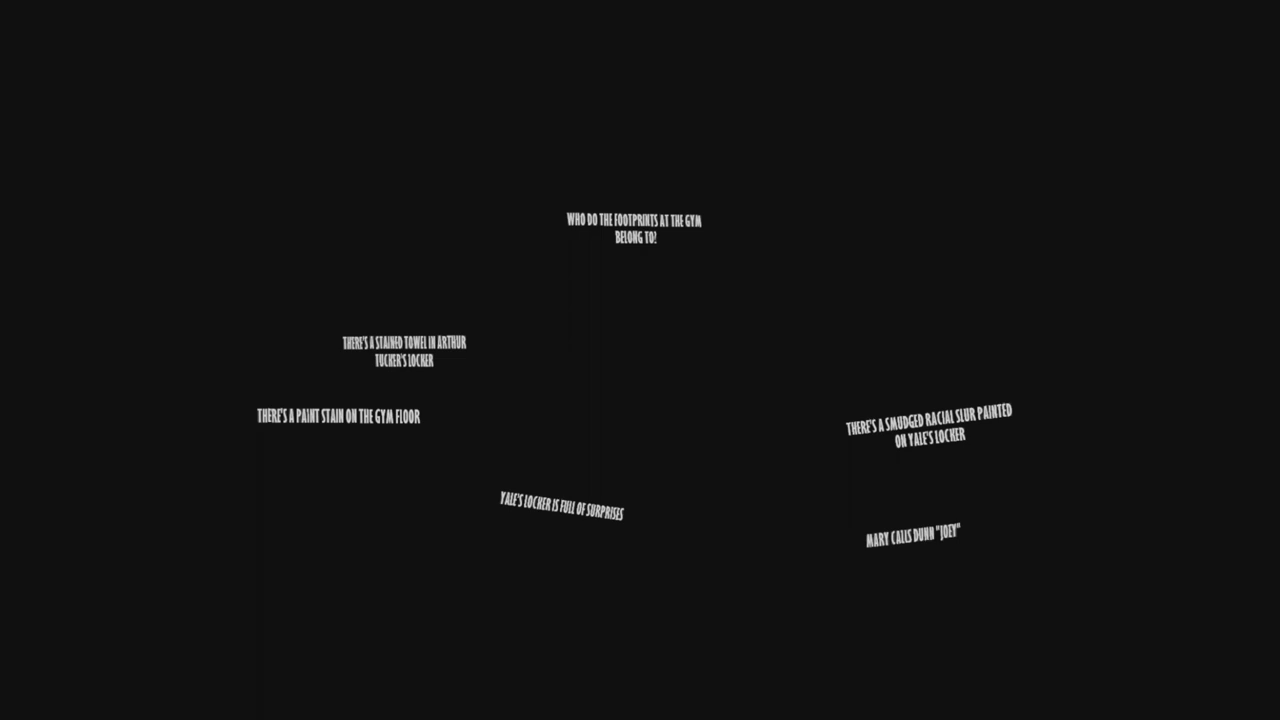 WHO DO THE FOOTPRINTS AT THE GYM
BELONG TO?
THERE'S A STAINED TOWEL IN ARTHUR
TUCKER'S LOCKER
THERE'S A PAINT STAIN ON THE GYM FLOOR
THERE'S A SMUDGED RACIAL SLUR PAINTED
ON YALE'S LOCKER
YALE'S LOCKER IS FULL OF SURPRISES
MARY CALLS DUNN "JOEY"